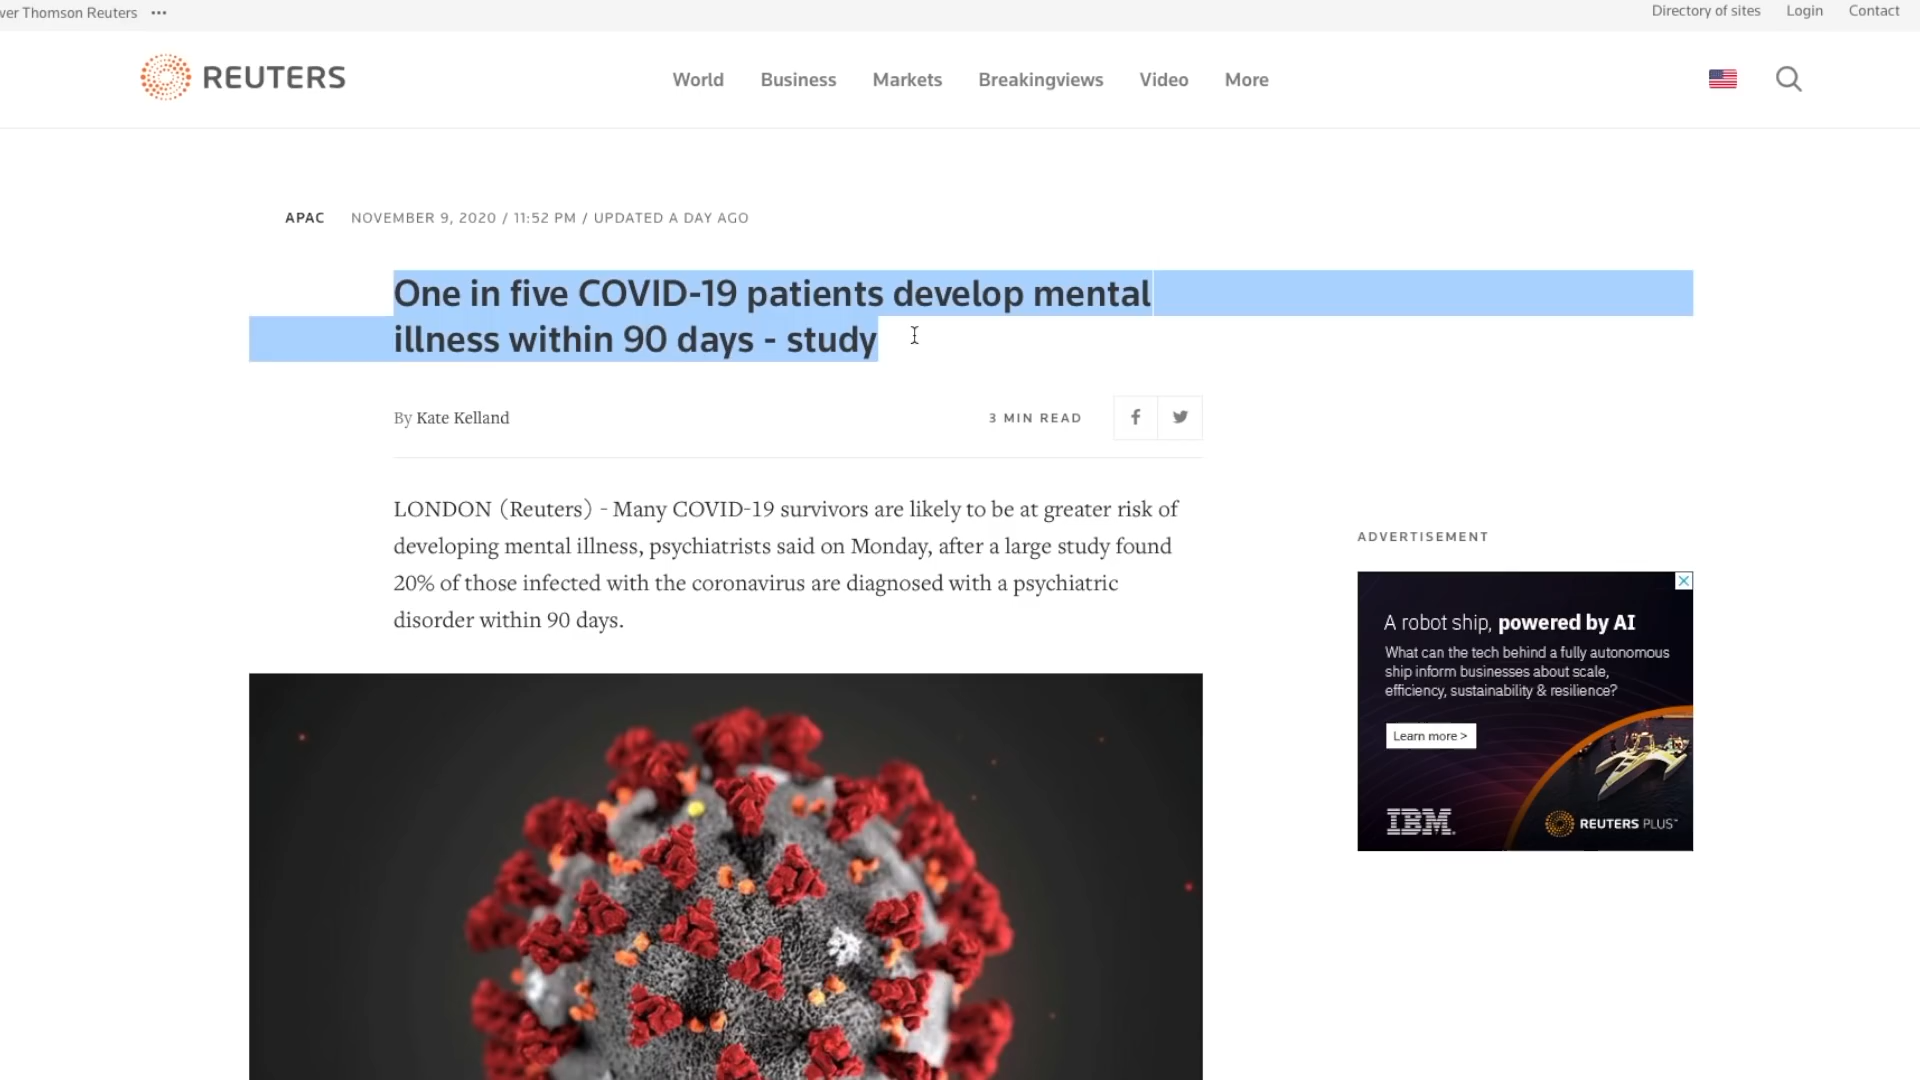 ver Thomson Reuters •••
Directory of sites Login Contact
REUTERS World Business Markets Breakingviews Video More
APAC NOVEMBER 9, 2020 / 11:52 PM / UPDATED A DAY AGO
One in five COVID-19 patients develop mental
illness within 90 days - study
By Kate Kelland 3 MIN READ
LONDON (Reuters) - Many COVID-19 survivors are likely to be at greater risk of
developing mental illness, psychiatrists said on Monday, after a large study found
20% of those infected with the coronavirus are diagnosed with a psychiatric
disorder within 90 days.
ADVERTISEMENT
A robot ship, powered by AI
What can the tech behind a fully autonomous
ship inform businesses about scale,
efficiency, sustainability & resilience?
Learn more >
IBM. REUTERS PLUS™